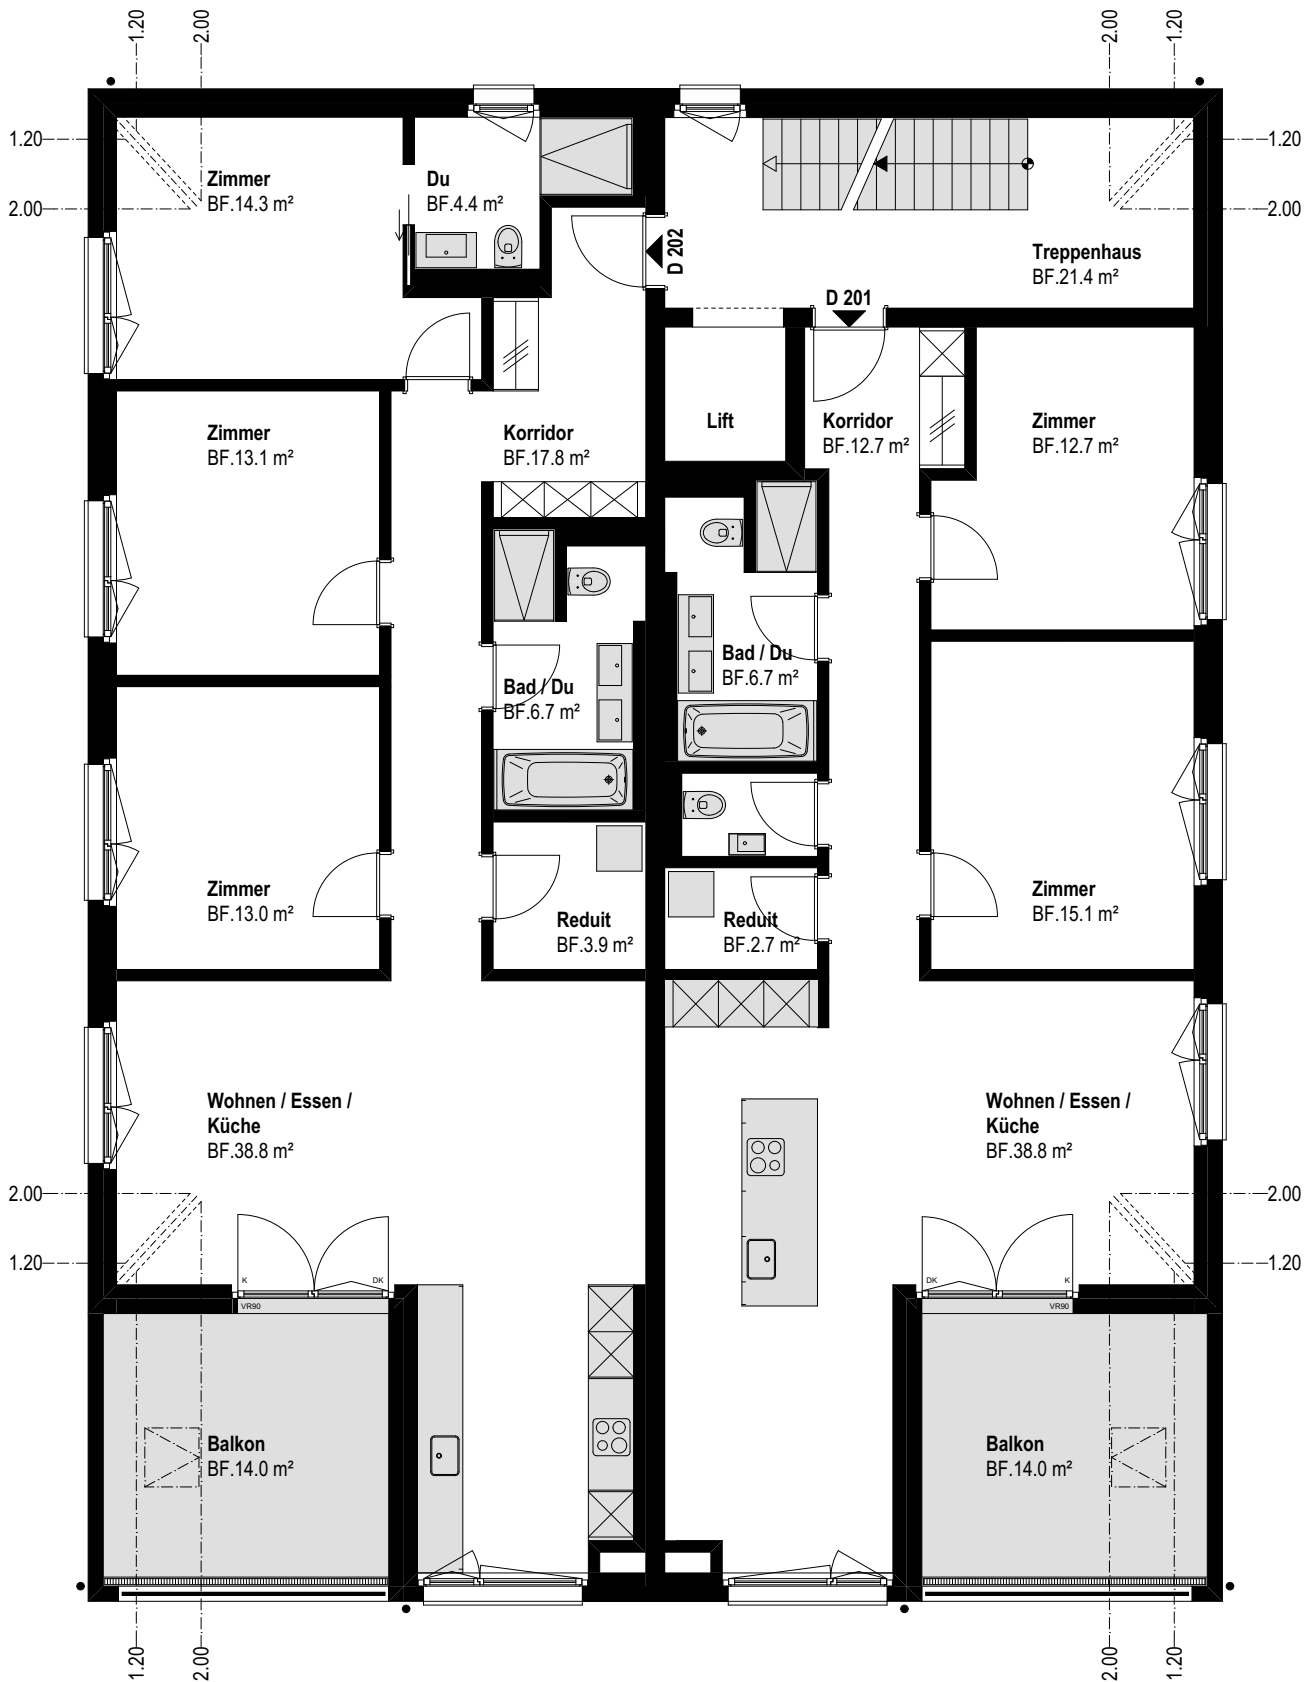 1.20
2.00
2.00
1.20
1.20
2.00
1.20
2.00
Zimmer
BF.14.3 m²
Du
BF.4.4 m²
D 202
Treppenhaus
BF.21.4 m²
D 201
Zimmer
BF.13.1 m²
Korridor
BF.17.8 m²
Lift
Korridor
BF.12.7 m²
Zimmer
BF.12.7 m²
Bad / Du
BF.6.7 m²
Bad / Du
BF.6.7 m²
Zimmer
BF.13.0 m²
Reduit
BF.3.9 m²
Reduit
BF.2.7 m²
Zimmer
BF.15.1 m²
Wohnen / Essen /
Küche
BF.38.8 m²
Wohnen / Essen /
Küche
BF.38.8 m²
2.00
1.20
2.00
1.20
K
DK
VR90
DK
K
VR90
Balkon
BF.14.0 m²
Balkon
BF.14.0 m²
1.20
2.00
2.00
1.20